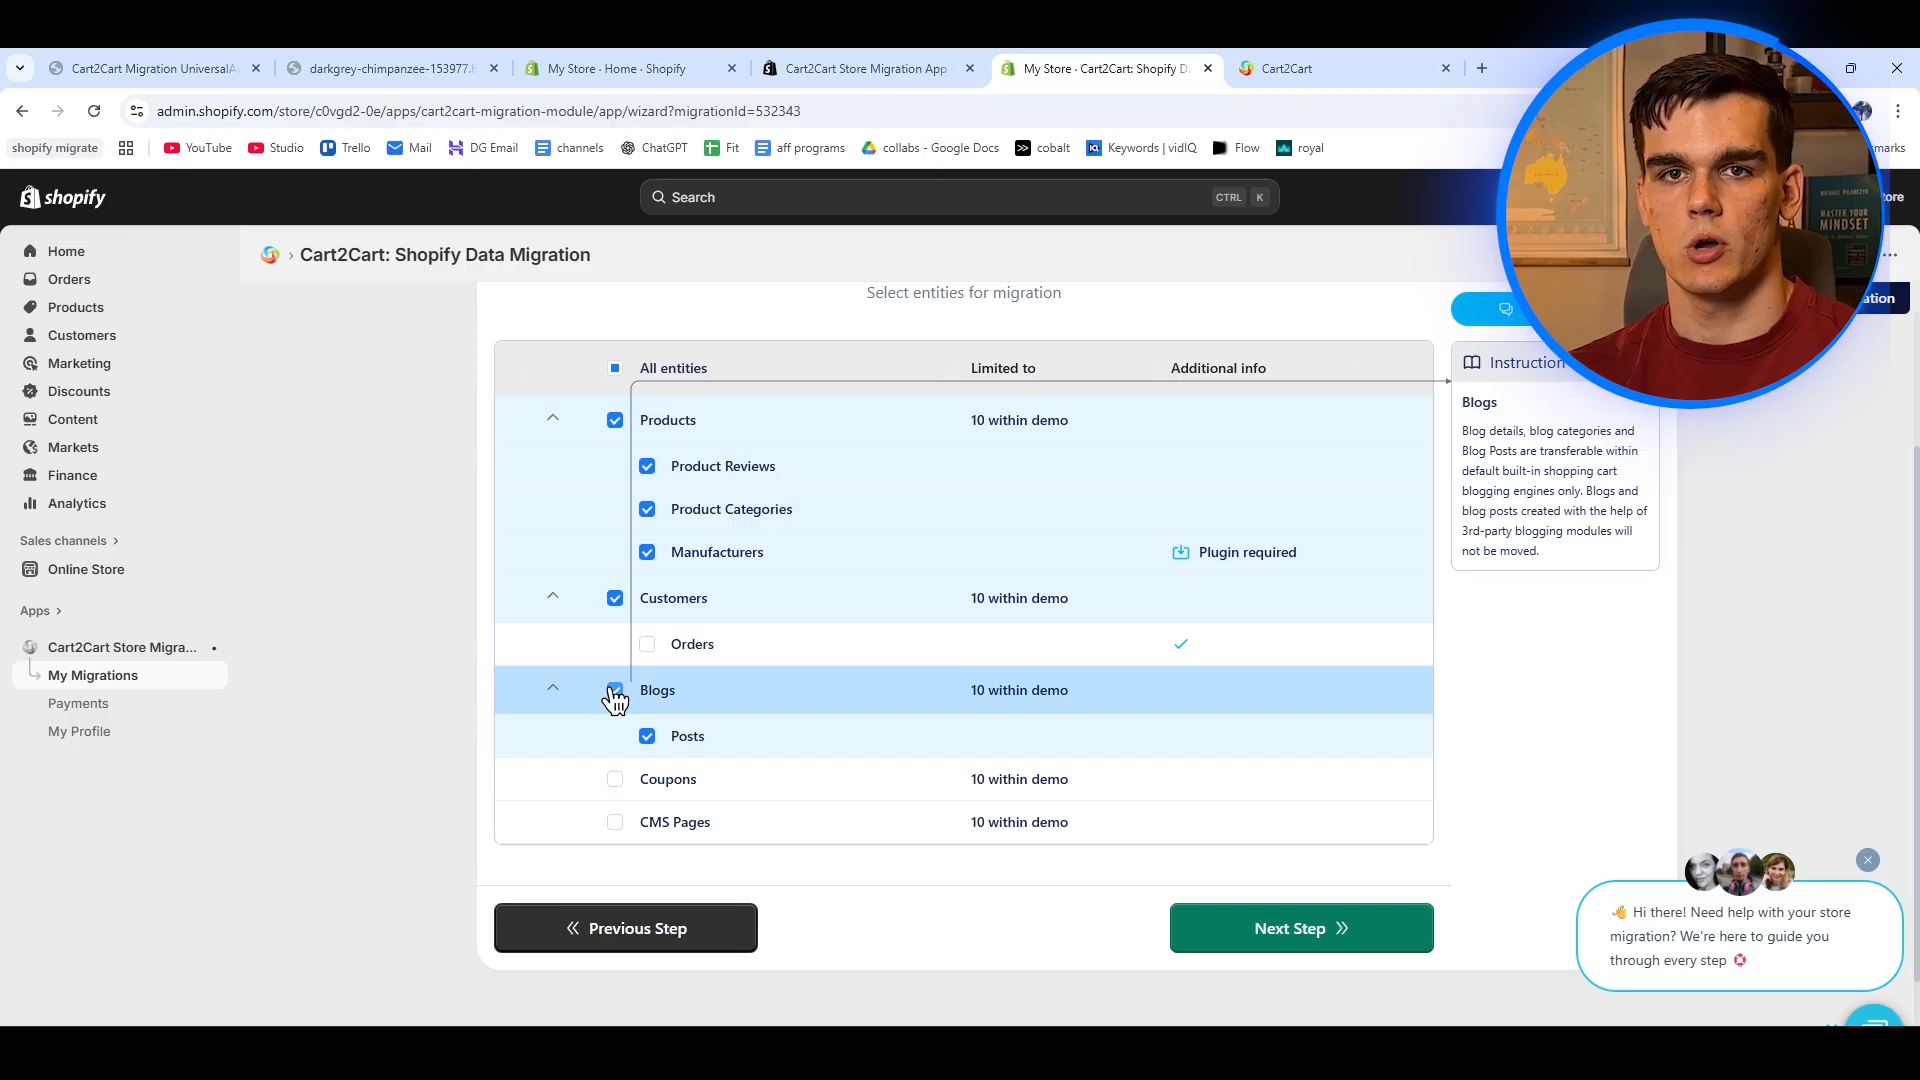 Cart2Cart Migration UniversalA
darkgrey-chimpanzee-153977.h
My Store · Home · Shopify
Cart2Cart Store Migration App
My Store · Cart2Cart: Shopify D
Cart2Cart
admin.shopify.com/store/c0vgd2-0e/apps/cart2cart-migration-module/app/wizard?migrationId=532343
shopify migrate
YouTube
Studio
Trello
Mail
DG Email
channels
ChatGPT
Fit
aff programs
collabs - Google Docs
cobalt
Keywords | vidIQ
Flow
royal
marks
shopify
Search
CTRL K
tore
Home
Orders
Products
Customers
Marketing
Discounts
Content
Markets
Finance
Analytics
Sales channels
Online Store
Apps
Cart2Cart Store Migra...
My Migrations
Payments
My Profile
Cart2Cart: Shopify Data Migration
Select entities for migration
All entities Limited to Additional info
Products 10 within demo
Product Reviews
Product Categories
Manufacturers Plugin required
Customers 10 within demo
Orders
Blogs 10 within demo
Posts
Coupons 10 within demo
CMS Pages 10 within demo
Previous Step
Next Step
ation
Instruction
Blogs
Blog details, blog categories and
Blog Posts are transferable within
default built-in shopping cart
blogging engines only. Blogs and
blog posts created with the help of
3rd-party blogging modules will
not be moved.
MICHAEL PILARCZYK
MASTER YOUR
MINDSET
Hi there! Need help with your store
migration? We're here to guide you
through every step